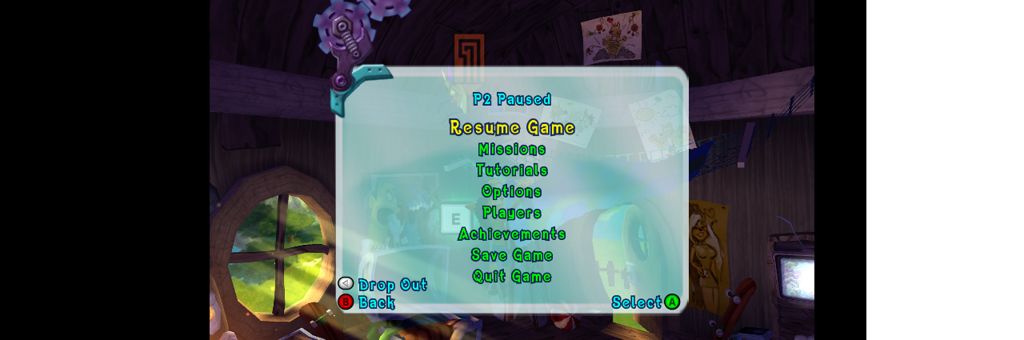 P2 Paused
Resume Game
Missions
Tutorials
Options
Players
E
Achievements
Save Game
Quit Game
Drop Out
B Back
Select A